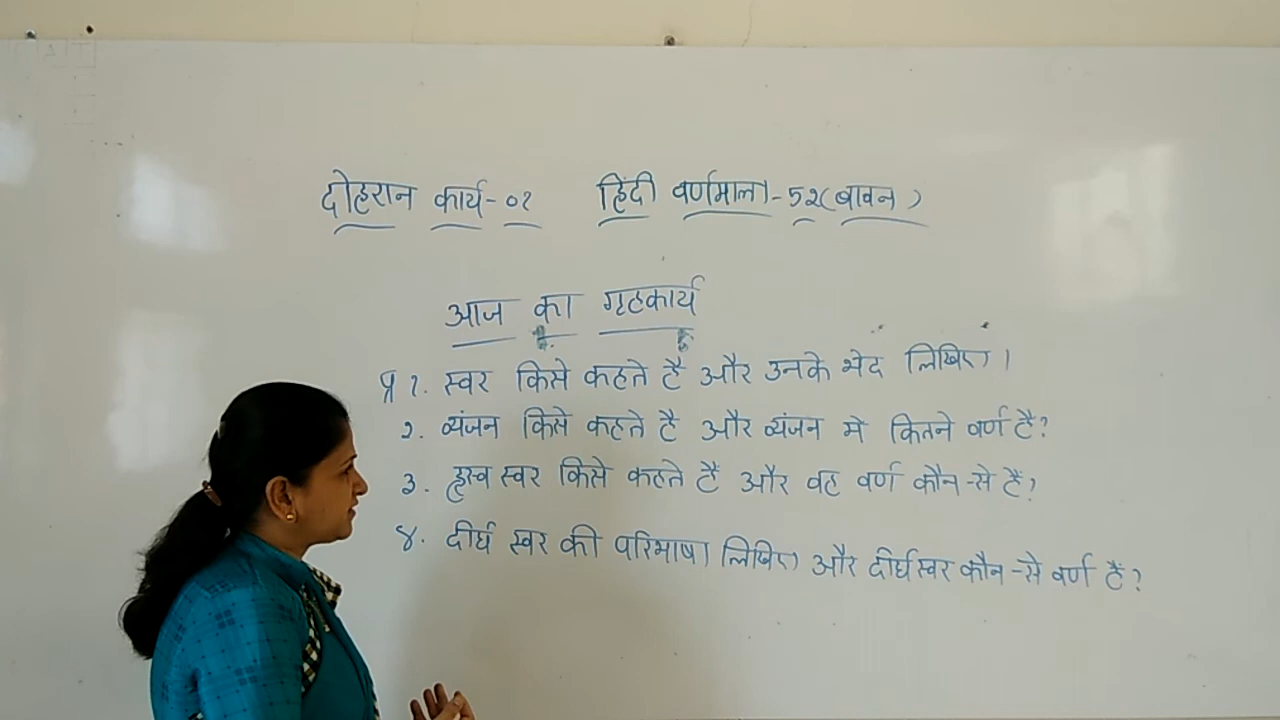 दोहरान कार्य-०१ हिंदी वर्णमाला-५२(बावन)
आज का गृहकार्य
प्र १. स्वर किसे कहते हैं और उनके भेद लिखिए।
२. व्यंजन किसे कहते है और व्यंजन में कितने वर्ण हैं?
३. ह्रस्व स्वर किसे कहते हैं और वह वर्ण कौन-से हैं?
४. दीर्घ स्वर की परिभाषा लिखिए और दीर्घ स्वर कौन-से वर्ण हैं?